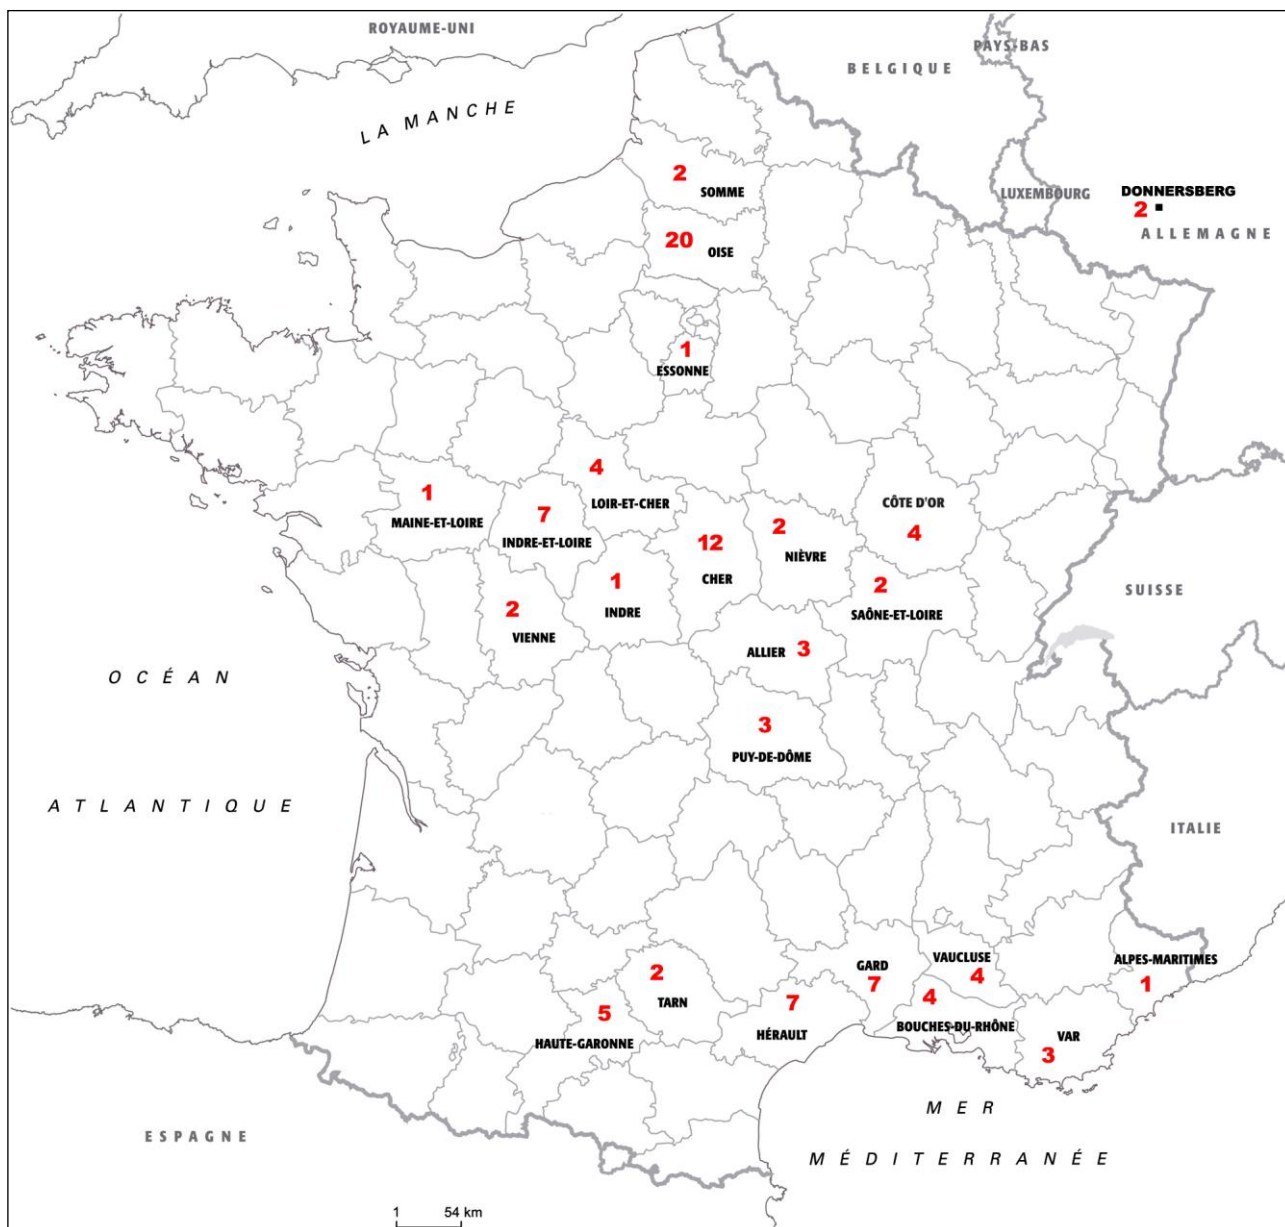 ROYAUME-UNI
PAYS-BAS
BELGIQUE
LA MANCHE
2
SOMME
LUXEMBOURG
DONNERSBERG
2
ALLEMAGNE
20
OISE
1
ESSONNE
4
LOIR-ET-CHER
1
MAINE-ET-LOIRE
7
INDRE-ET-LOIRE
CÔTE D'OR
4
12
CHER
2
NIÈVRE
1
INDRE
2
SAÔNE-ET-LOIRE
SUISSE
2
VIENNE
ALLIER 3
OCÉAN
3
PUY-DE-DÔME
ATLANTIQUE
ITALIE
VAUCLUSE
4
ALPES-MARITIMES
1
GARD
7
2
TARN
4
BOUCHES-DU-RHÔNE
7
HÉRAULT
5
HAUTE-GARONNE
VAR
3
MER
ESPAGNE
MÉDITERRANÉE
1 54 km